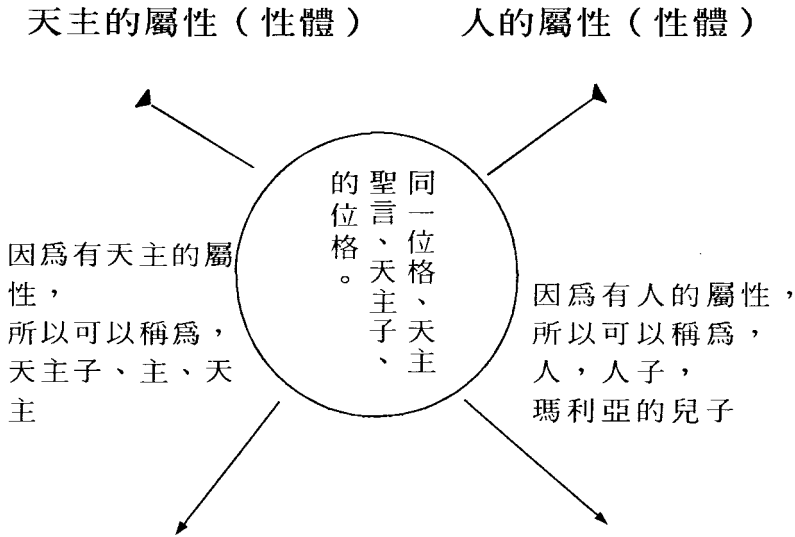 天主的屬性（性體）
人的屬性（性體）
同一位格、天主
聖言、天主子、
的位格。
因爲有天主的屬
性，
所以可以稱爲，
天主子、主、天
主
因爲有人的屬性，
所以可以稱爲，
人，人子，
瑪利亞的兒子